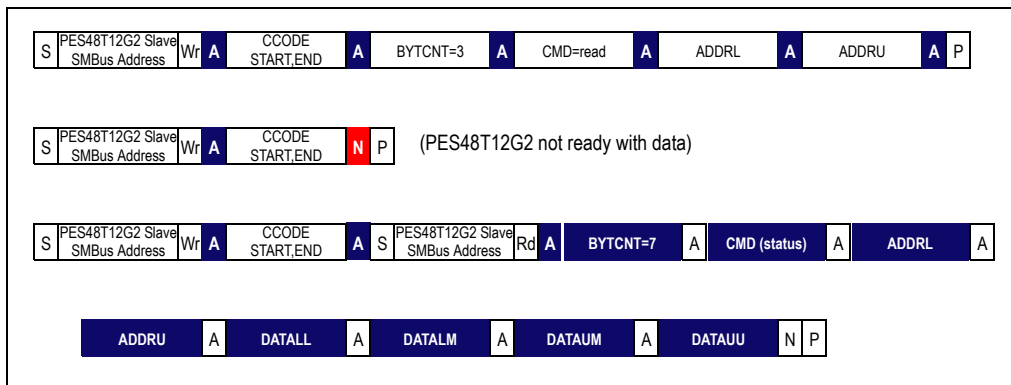 S PES48T12G2 Slave SMBus Address Wr A CCODE START,END A BYTCNT=3 A CMD=read A ADDRL A ADDRU A P
S PES48T12G2 Slave SMBus Address Wr A CCODE START,END N P (PES48T12G2 not ready with data)
S PES48T12G2 Slave SMBus Address Wr A CCODE START,END A S PES48T12G2 Slave SMBus Address Rd A BYTCNT=7 A CMD (status) A ADDRL A
ADDRU A DATALL A DATALM A DATAUM A DATAUU N P